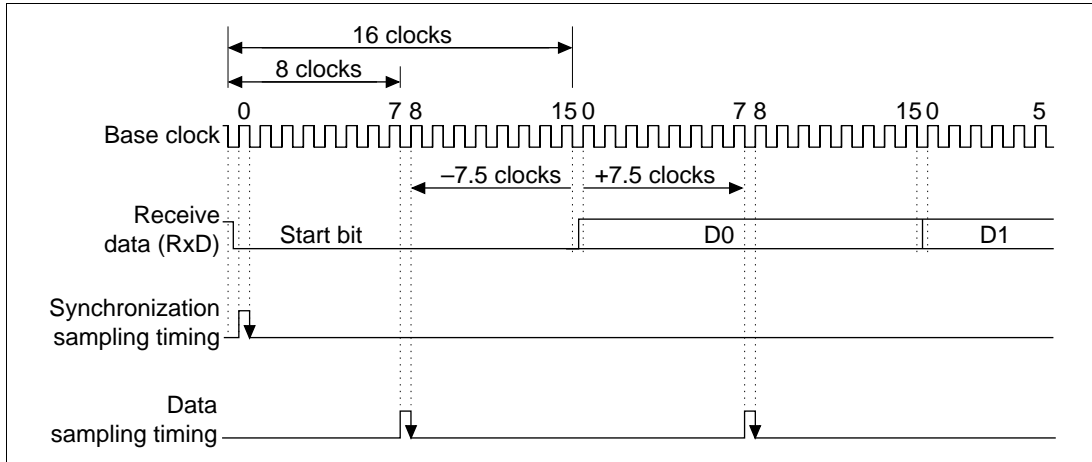 16 clocks
8 clocks
0 7 8 15 0 7 8 15 0 5
Base clock
–7.5 clocks +7.5 clocks
Receive
data (RxD)
Start bit D0 D1
Synchronization
sampling timing
Data
sampling timing